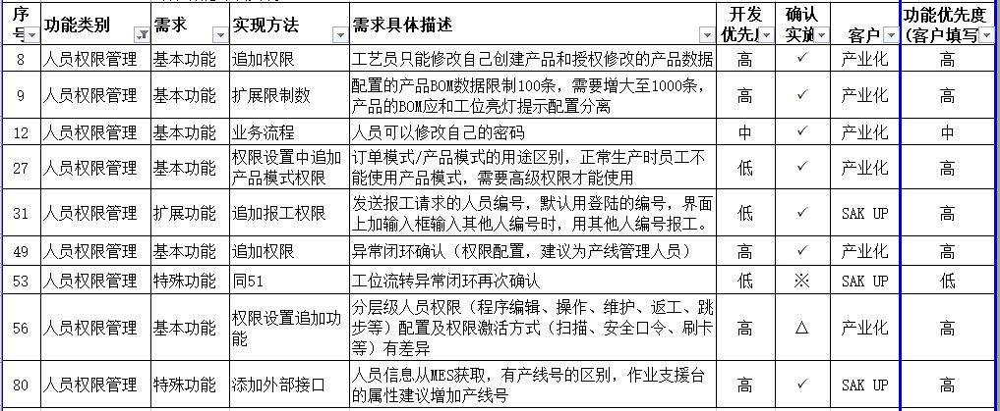 序号 功能类别 需求 实现方法 需求具体描述 开发优先 确认实施 客户 功能优先度(客户填写
8 人员权限管理 基本功能 追加权限 工艺员只能修改自己创建产品和授权修改的产品数据 高 ✓ 产业化 高
9 人员权限管理 基本功能 扩展限制数 配置的产品BOM数据限制100条，需要增大至1000条，
产品的BOM应和工位亮灯提示配置分离 高 ✓ 产业化 高
12 人员权限管理 基本功能 业务流程 人员可以修改自己的密码 中 ✓ 产业化 中
27 人员权限管理 基本功能 权限设置中追加
产品模式权限 订单模式/产品模式的用途区别，正常生产时员工不
能使用产品模式，需要高级权限才能使用 低 ✓ 产业化 高
31 人员权限管理 扩展功能 追加报工权限 发送报工请求的人员编号，默认用登陆的编号，界面
上加输入框输入其他人编号时，用其他人编号报工。 低 ✓ SAK UP 高
49 人员权限管理 基本功能 追加权限 异常闭环确认（权限配置，建议为产线管理人员） 高 ✓ 产业化 高
53 人员权限管理 特殊功能 同51 工位流转异常闭环再次确认 低 ※ SAK UP 低
56 人员权限管理 基本功能 权限设置追加功
能 分层级人员权限（程序编辑、操作、维护、返工、跳
步等）配置及权限激活方式（扫描、安全口令、刷卡
等）有差异 高 △ 产业化 高
80 人员权限管理 特殊功能 添加外部接口 人员信息从MES获取，有产线号的区别，作业支援台
的属性建议增加产线号 高 ✓ SAK UP 高